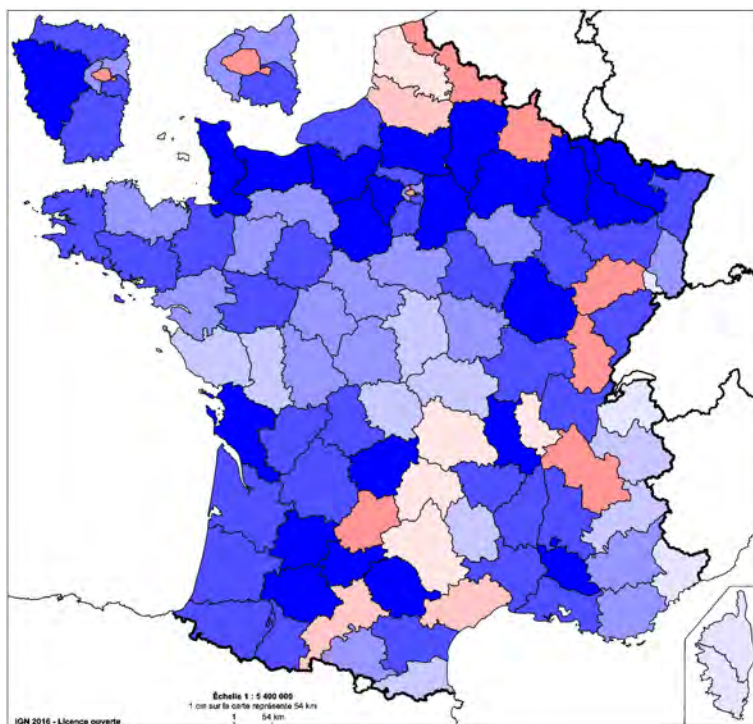 Échelle 1 : 5 400 000
1 cm sur la carte représente 54 km
1 54 km
IGN 2016 - Licence ouverte